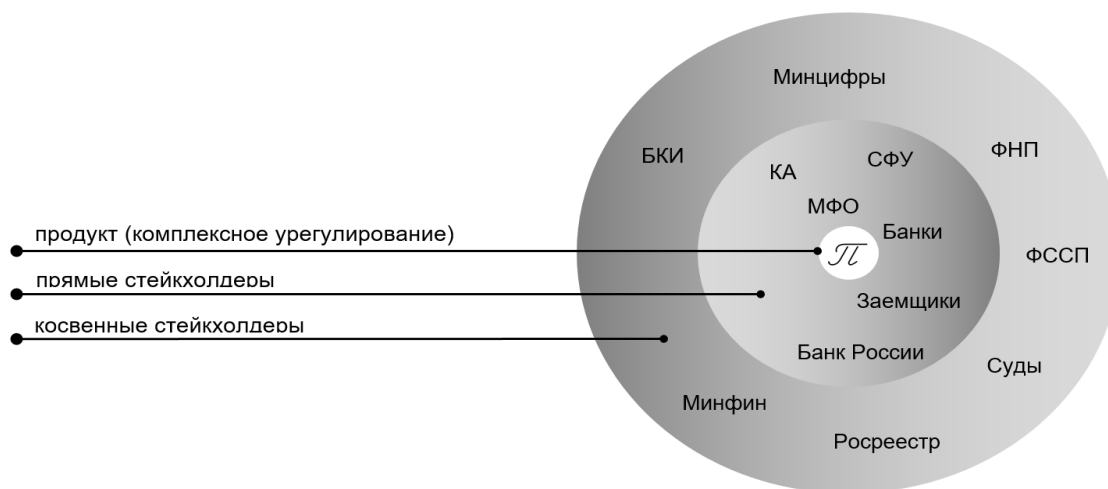 Минцифры
ФНП
БКИ
СФУ
КА
МФО
Банки
продукт (комплексное урегулирование)
П
ФССП
прямые стейкхолдеры
Заемщики
косвенные стейкхолдеры
Банк России
Суды
Минфин
Росреестр